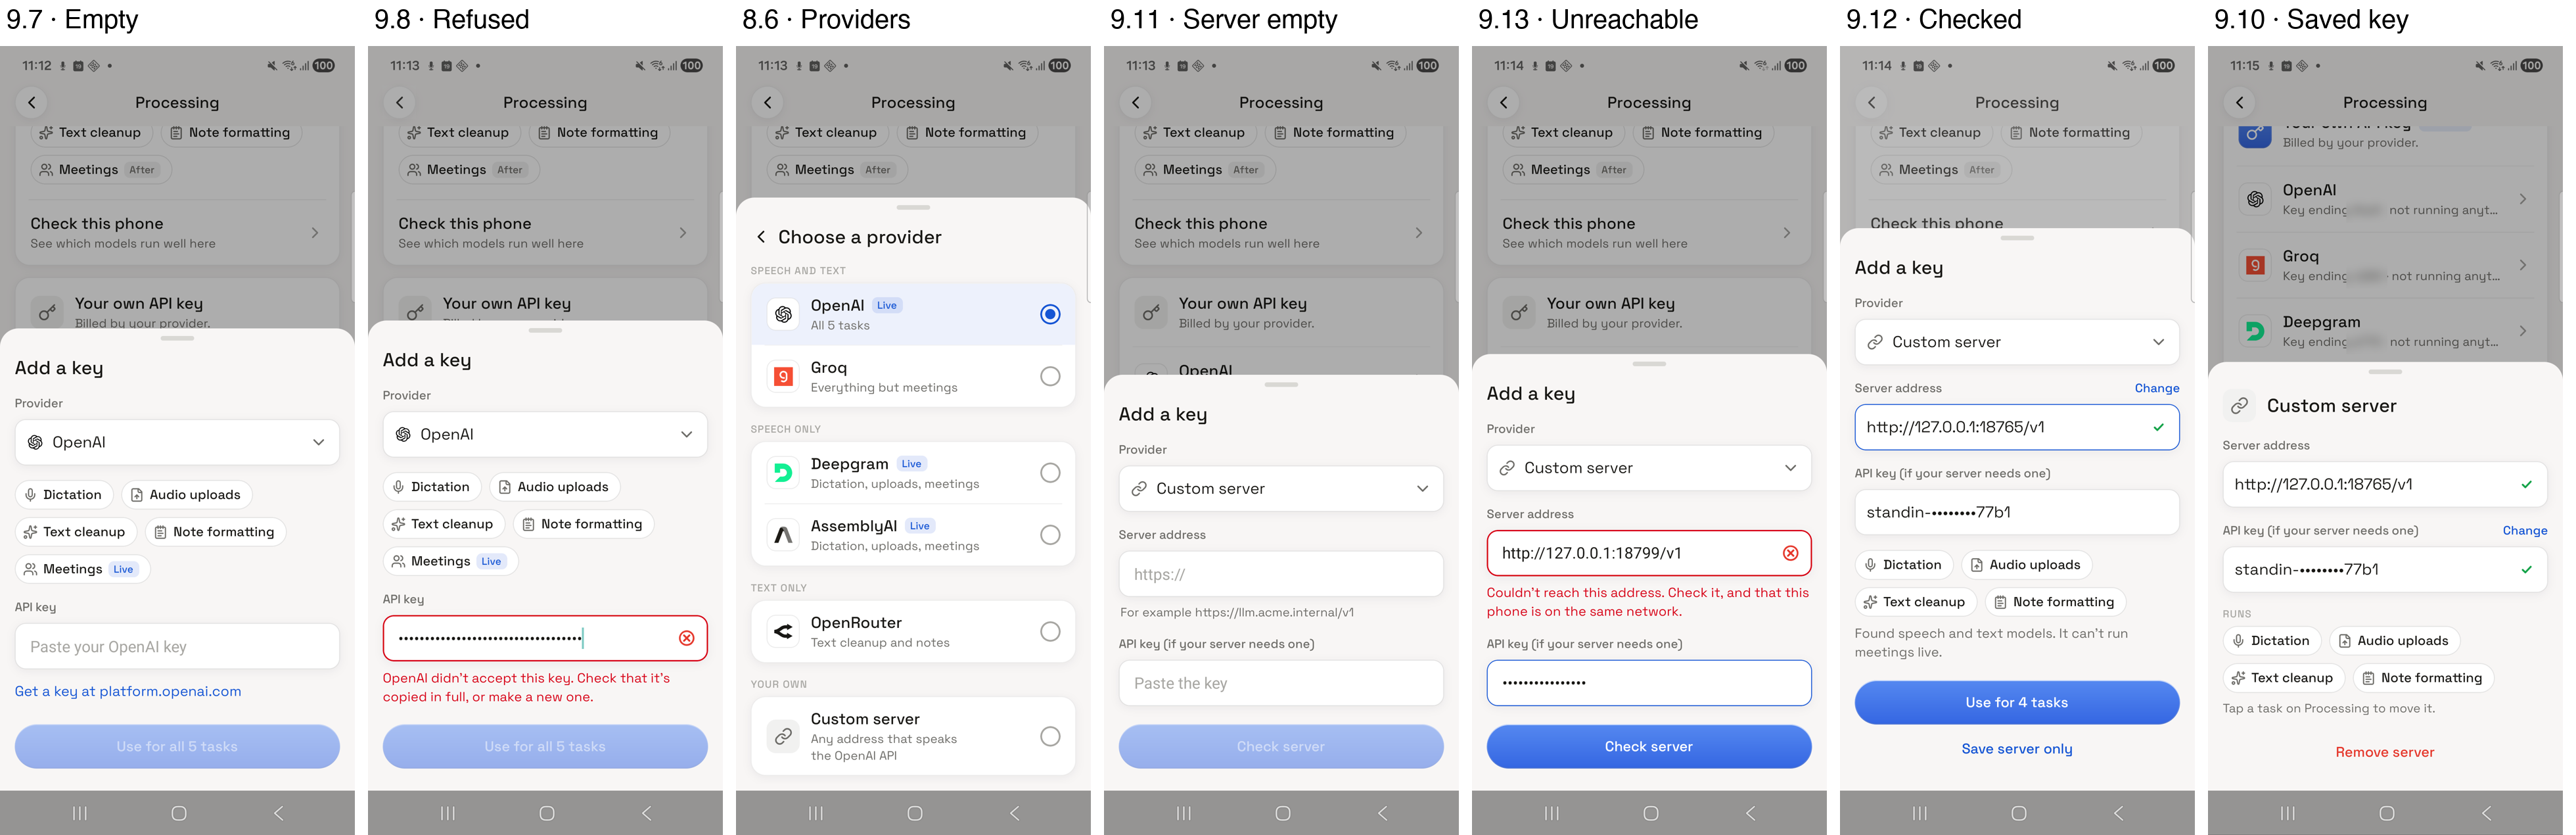 9.7 · Empty
11:12
100
Processing
Text cleanup
Note formatting
Meetings After
Check this phone
See which models run well here
Your own API key
Billed by your provider.
Add a key
Provider
OpenAI
Dictation
Audio uploads
Text cleanup
Note formatting
Meetings Live
API key
Paste your OpenAI key
Get a key at platform.openai.com
Use for all 5 tasks
9.8 · Refused
11:13
100
Processing
Text cleanup
Note formatting
Meetings After
Check this phone
See which models run well here
Your own API key
Add a key
Provider
OpenAI
Dictation
Audio uploads
Text cleanup
Note formatting
Meetings Live
API key
••••••••••••••••••••••••••••••••••
OpenAI didn't accept this key. Check that it's
copied in full, or make a new one.
Use for all 5 tasks
8.6 · Providers
11:13
100
Processing
Text cleanup
Note formatting
Meetings After
Choose a provider
SPEECH AND TEXT
OpenAI Live
All 5 tasks
Groq
Everything but meetings
SPEECH ONLY
Deepgram Live
Dictation, uploads, meetings
AssemblyAI Live
Dictation, uploads, meetings
TEXT ONLY
OpenRouter
Text cleanup and notes
YOUR OWN
Custom server
Any address that speaks
the OpenAI API
9.11 · Server empty
11:13
100
Processing
Text cleanup
Note formatting
Meetings After
Check this phone
See which models run well here
Your own API key
Billed by your provider.
OpenAI
Add a key
Provider
Custom server
Server address
https://
For example https://llm.acme.internal/v1
API key (if your server needs one)
Paste the key
Check server
9.13 · Unreachable
11:14
100
Processing
Text cleanup
Note formatting
Meetings After
Check this phone
See which models run well here
Your own API key
Billed by your provider.
Add a key
Provider
Custom server
Server address
http://127.0.0.1:18799/v1
Couldn't reach this address. Check it, and that this
phone is on the same network.
API key (if your server needs one)
••••••••••••••••
Check server
9.12 · Checked
11:14
100
Processing
Text cleanup
Note formatting
Meetings After
Check this phone
Add a key
Provider
Custom server
Server address
Change
http://127.0.0.1:18765/v1
API key (if your server needs one)
standin-••••••••77b1
Dictation
Audio uploads
Text cleanup
Note formatting
Found speech and text models. It can't run
meetings live.
Use for 4 tasks
Save server only
9.10 · Saved key
11:15
100
Processing
Your own API key
Billed by your provider.
OpenAI
Key ending not running anyt...
Groq
Key ending · not running anyt...
Deepgram
Key ending not running anyt...
Custom server
Server address
http://127.0.0.1:18765/v1
API key (if your server needs one)
Change
standin-••••••••77b1
RUNS
Dictation
Audio uploads
Text cleanup
Note formatting
Tap a task on Processing to move it.
Remove server